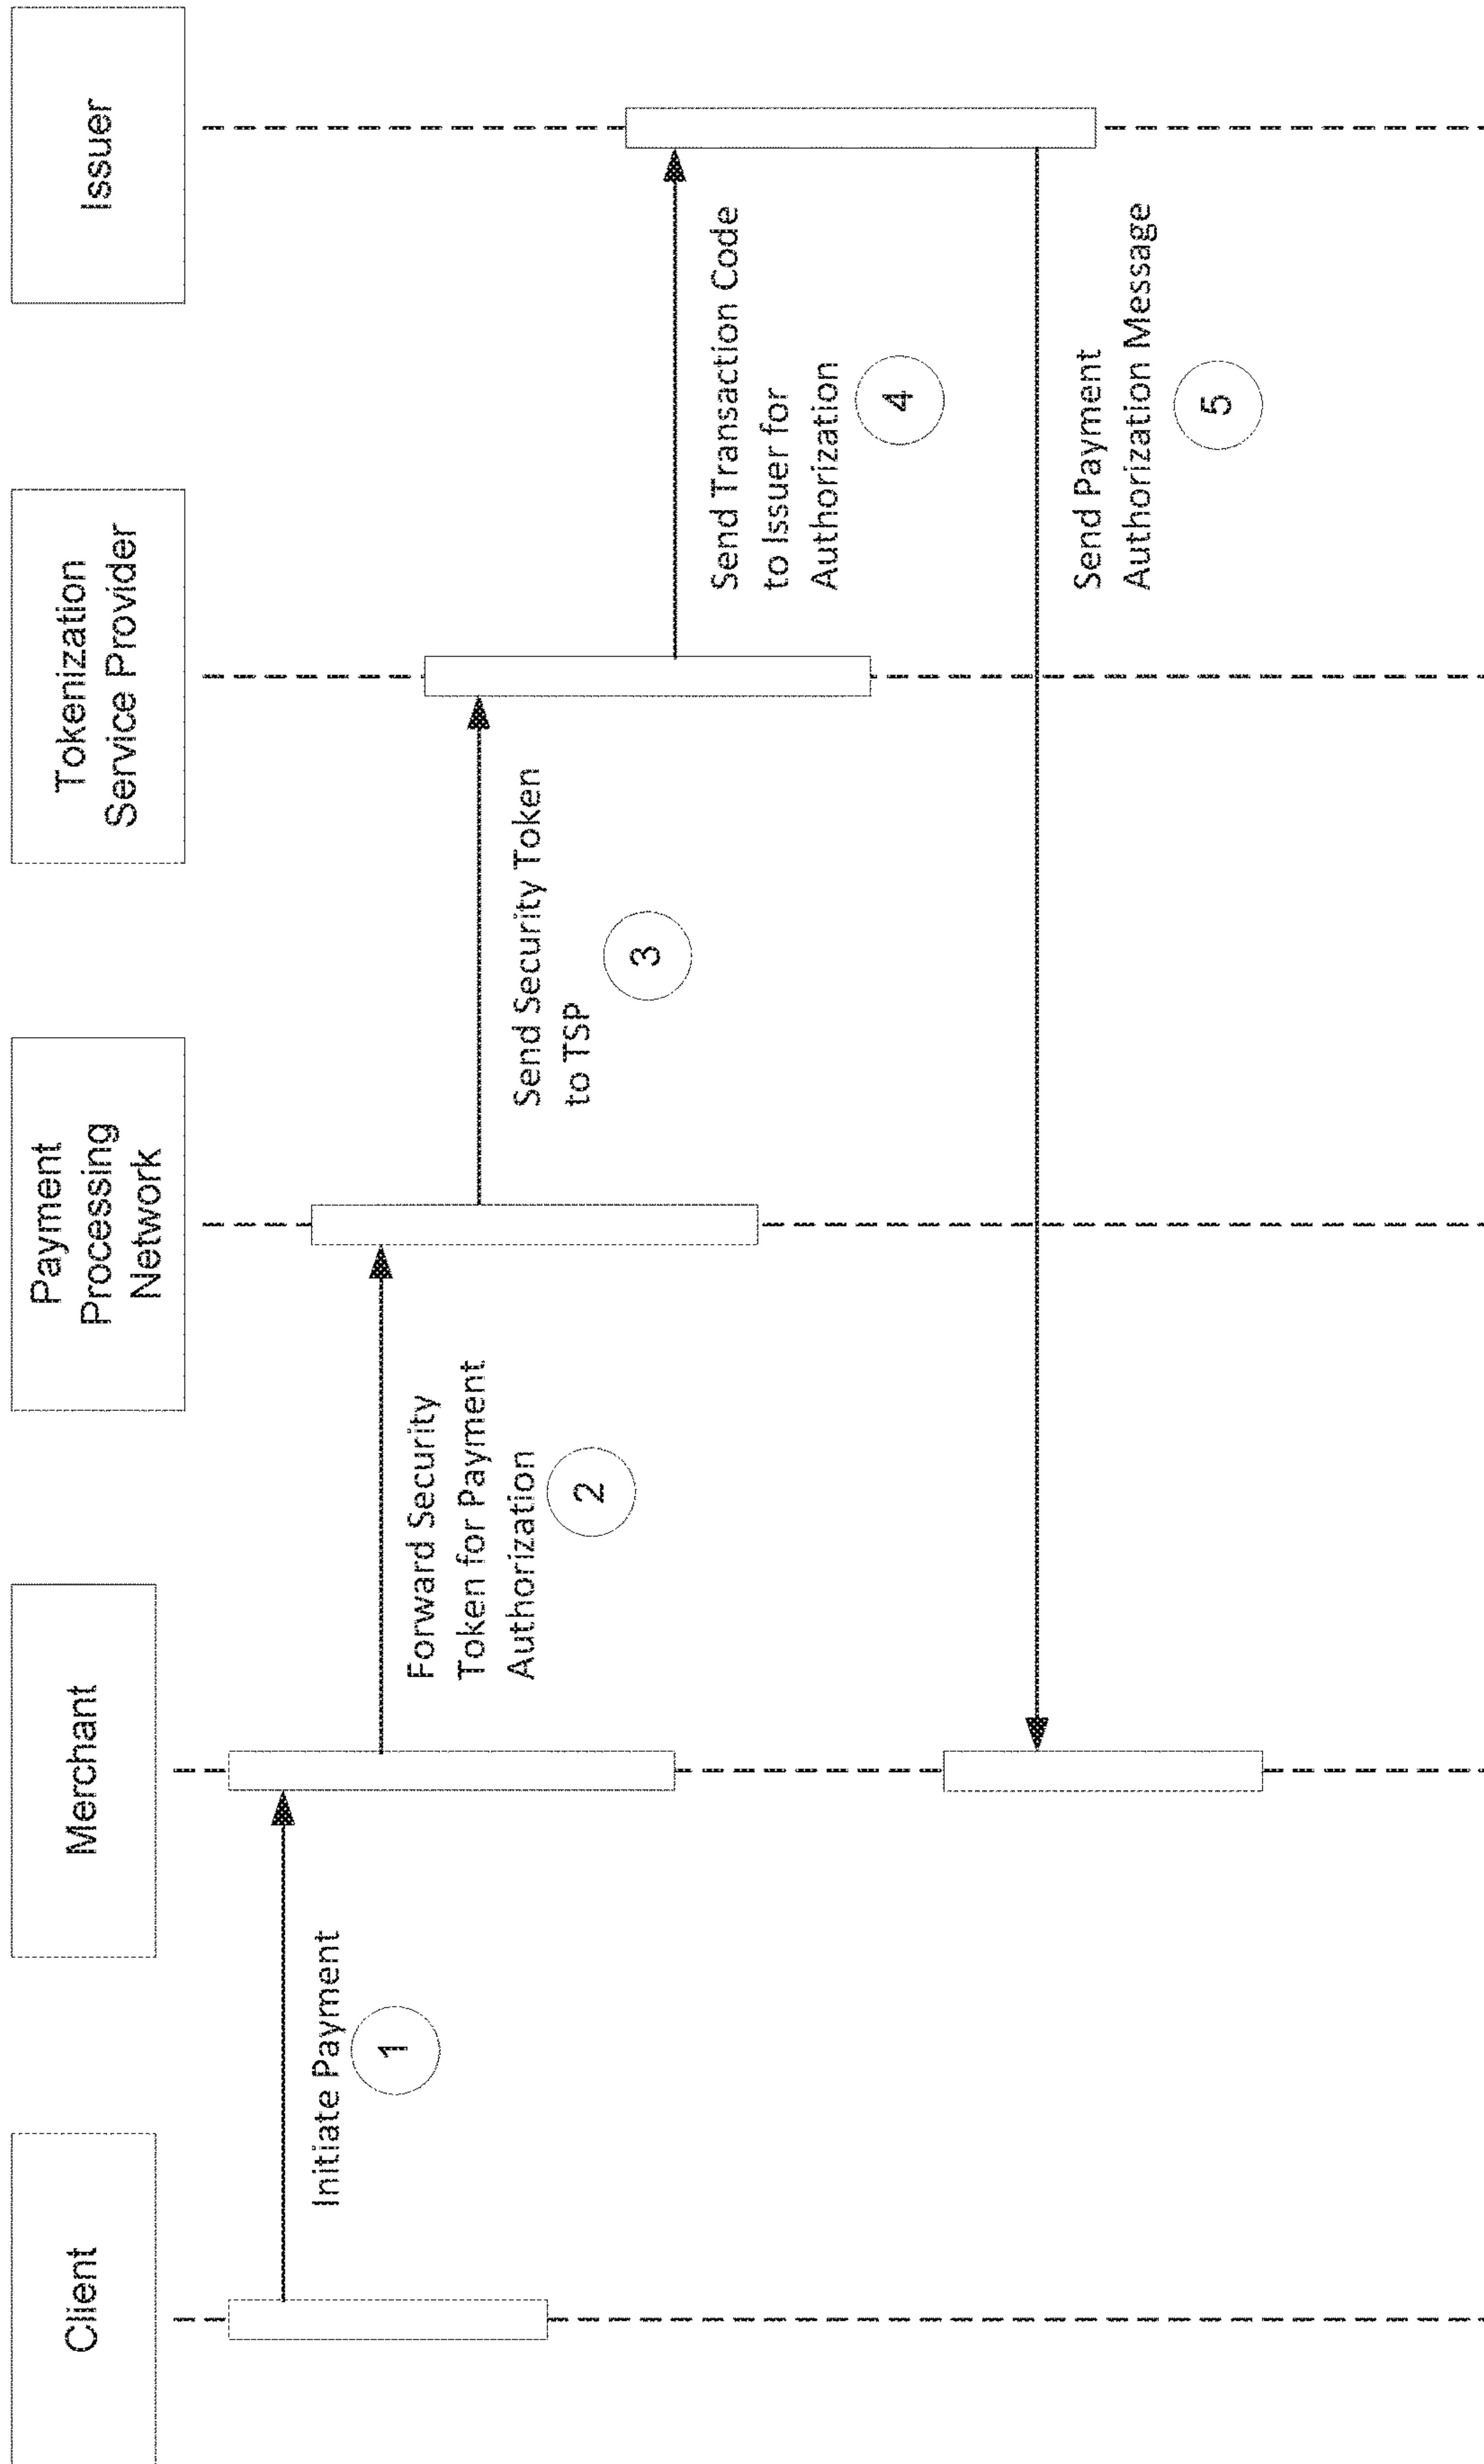 Client
Merchant
Payment
Processing
Network
Tokenization
Service Provider
Issuer
Initiate Payment
1
Forward Security
Token for Payment
Authorization
2
Send Security Token
to TSP
3
Send Transaction Code
to Issuer for
Authorization
4
Send Payment
Authorization Message
5